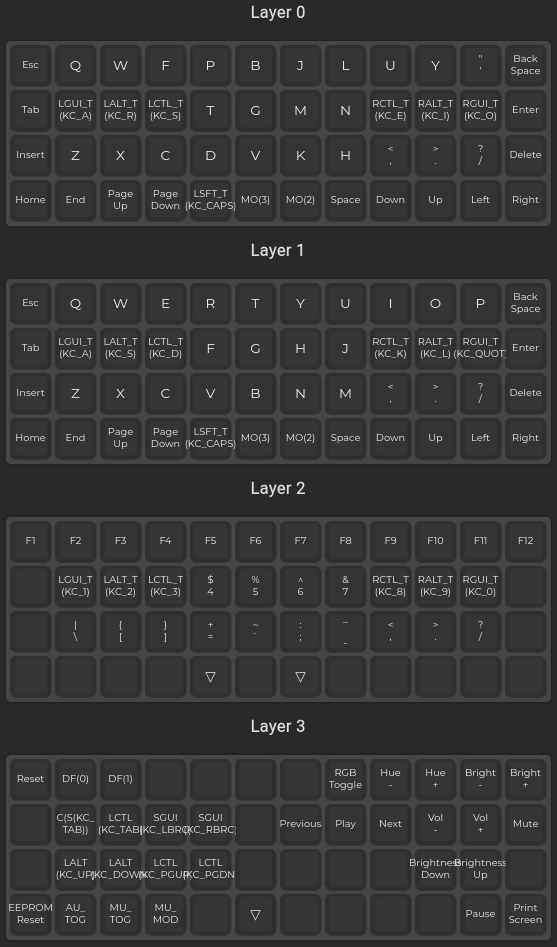 Layer 0
Esc Q W F P B J L U Y " ' Back Space
Tab LGUI_T (KC_A) LALT_T (KC_R) LCTL_T (KC_S) T G M N RCTL_T (KC_E) RALT_T (KC_I) RGUI_T (KC_O) Enter
Insert Z X C D V K H < , > . ? / Delete
Home End Page Up Page Down LSFT_T (KC_CAPS) MO(3) MO(2) Space Down Up Left Right
Layer 1
Esc Q W E R T Y U I O P Back Space
Tab LGUI_T (KC_A) LALT_T (KC_S) LCTL_T (KC_D) F G H J RCTL_T (KC_K) RALT_T (KC_L) RGUI_T (KC_QUOT) Enter
Insert Z X C V B N M < , > . ? / Delete
Home End Page Up Page Down LSFT_T (KC_CAPS) MO(3) MO(2) Space Down Up Left Right
Layer 2
F1 F2 F3 F4 F5 F6 F7 F8 F9 F10 F11 F12
LGUI_T (KC_1) LALT_T (KC_2) LCTL_T (KC_3) $ 4 % 5 ^ 6 & 7 RCTL_T (KC_8) RALT_T (KC_9) RGUI_T (KC_0)
| \ { [ } ] + = ~ ` : ; _ - < , > . ? /
▽ ▽
Layer 3
Reset DF(0) DF(1) RGB Toggle Hue - Hue + Bright - Bright +
C(S(KC_TAB)) LCTL (KC_TAB) SGUI (KC_LBRC) SGUI (KC_RBRC) Previous Play Next Vol - Vol + Mute
LALT (KC_UP) LALT (KC_DOWN) LCTL (KC_PGUP) LCTL (KC_PGDN) Brightness Down Brightness Up
EEPROM Reset AU_TOG MU_TOG MU_MOD ▽ Pause Print Screen